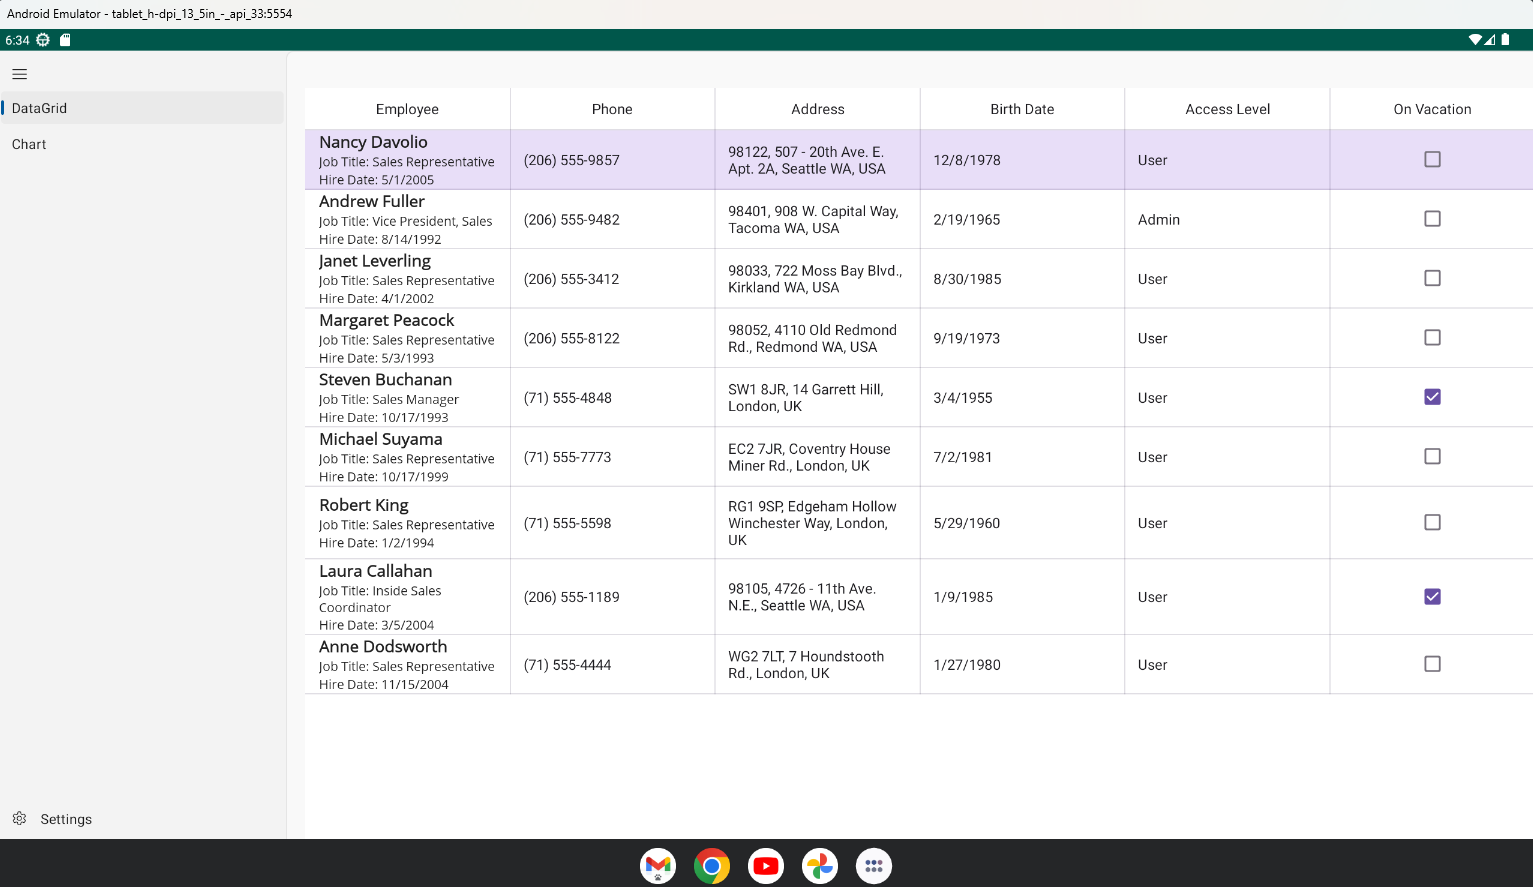 Android Emulator - tablet_h-dpi_13_5in_-_api_33:5554
6:34
DataGrid
Chart
Settings
Employee Phone Address Birth Date Access Level On Vacation
Nancy Davolio
Job Title: Sales Representative
Hire Date: 5/1/2005
(206) 555-9857
98122, 507 - 20th Ave. E.
Apt. 2A, Seattle WA, USA
12/8/1978
User
Andrew Fuller
Job Title: Vice President, Sales
Hire Date: 8/14/1992
(206) 555-9482
98401, 908 W. Capital Way,
Tacoma WA, USA
2/19/1965
Admin
Janet Leverling
Job Title: Sales Representative
Hire Date: 4/1/2002
(206) 555-3412
98033, 722 Moss Bay Blvd.,
Kirkland WA, USA
8/30/1985
User
Margaret Peacock
Job Title: Sales Representative
Hire Date: 5/3/1993
(206) 555-8122
98052, 4110 Old Redmond
Rd., Redmond WA, USA
9/19/1973
User
Steven Buchanan
Job Title: Sales Manager
Hire Date: 10/17/1993
(71) 555-4848
SW1 8JR, 14 Garrett Hill,
London, UK
3/4/1955
User
Michael Suyama
Job Title: Sales Representative
Hire Date: 10/17/1999
(71) 555-7773
EC2 7JR, Coventry House
Miner Rd., London, UK
7/2/1981
User
Robert King
Job Title: Sales Representative
Hire Date: 1/2/1994
(71) 555-5598
RG1 9SP, Edgeham Hollow
Winchester Way, London,
UK
5/29/1960
User
Laura Callahan
Job Title: Inside Sales
Coordinator
Hire Date: 3/5/2004
(206) 555-1189
98105, 4726 - 11th Ave.
N.E., Seattle WA, USA
1/9/1985
User
Anne Dodsworth
Job Title: Sales Representative
Hire Date: 11/15/2004
(71) 555-4444
WG2 7LT, 7 Houndstooth
Rd., London, UK
1/27/1980
User